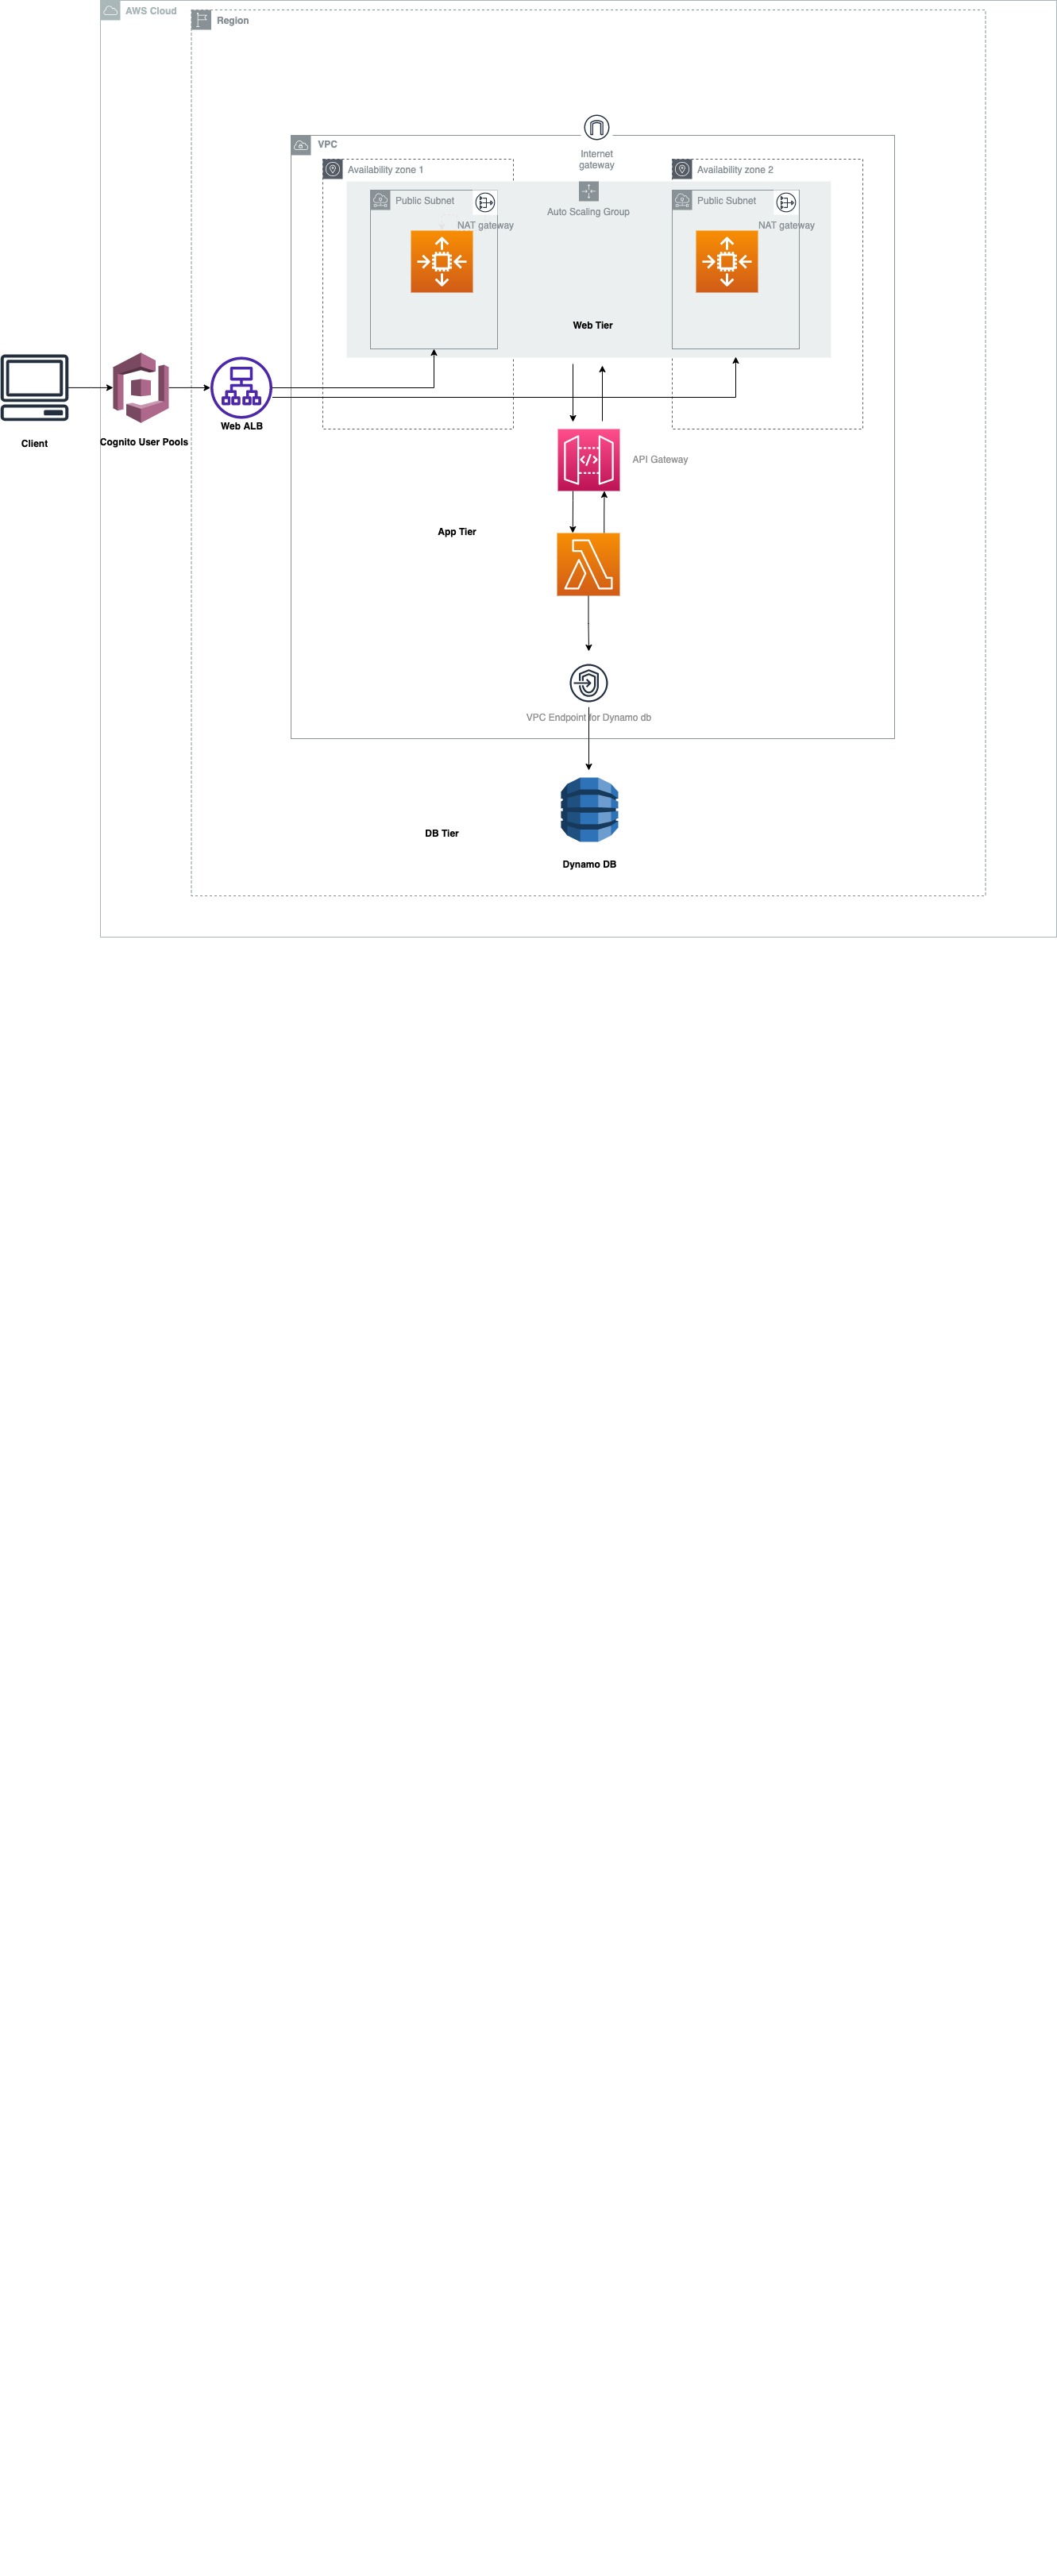 AWS Cloud
Region
VPC
Internet
gateway
Availability zone 1
Availability zone 2
Public Subnet
NAT gateway
Auto Scaling Group
Public Subnet
NAT gateway
Web Tier
Client
Cognito User Pools
Web ALB
API Gateway
App Tier
VPC Endpoint for Dynamo db
DB Tier
Dynamo DB